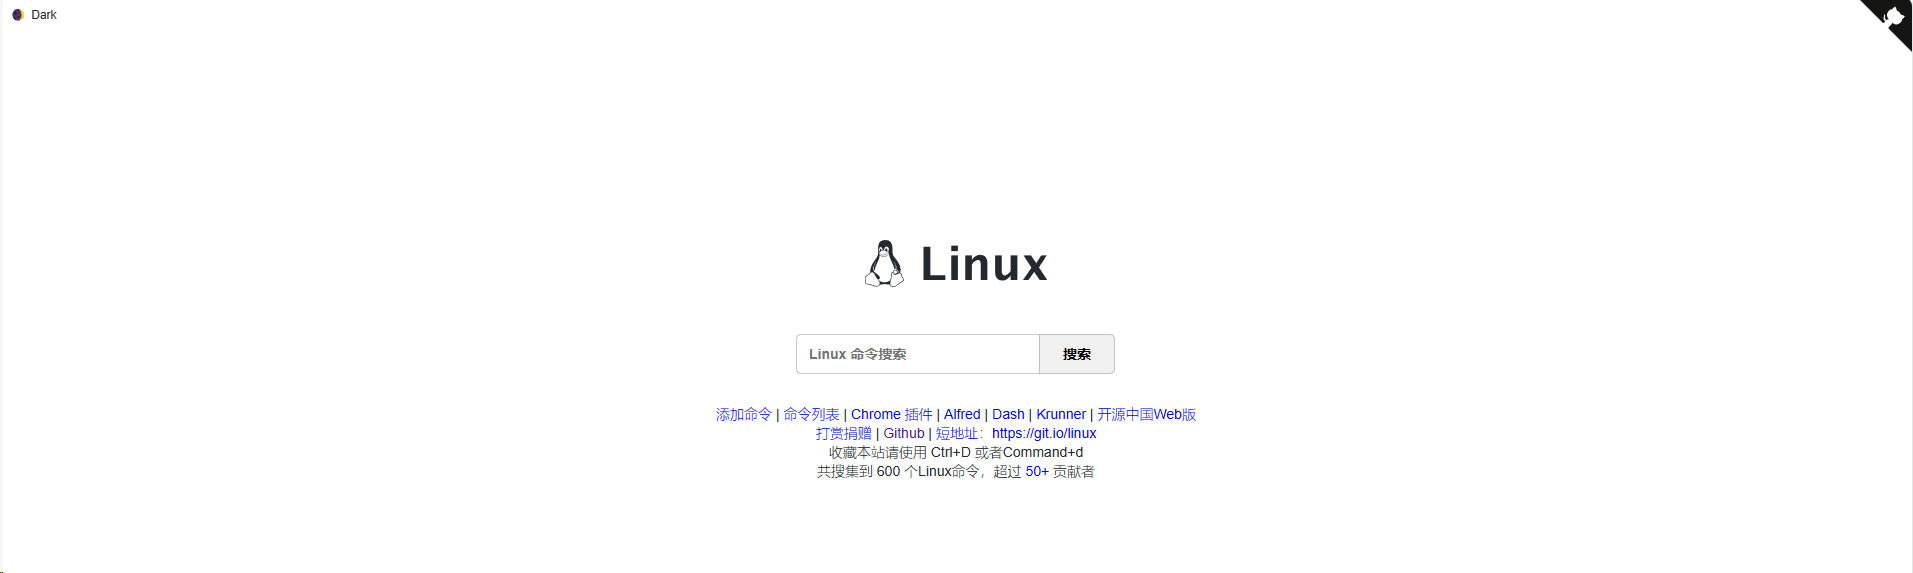 Dark
Linux
Linux 命令搜索 搜索
添加命令 | 命令列表 | Chrome 插件 | Alfred | Dash | Krunner | 开源中国Web版
打赏捐赠 | Github | 短地址：https://git.io/linux
收藏本站请使用 Ctrl+D 或者Command+d
共搜集到 600 个Linux命令，超过 50+ 贡献者